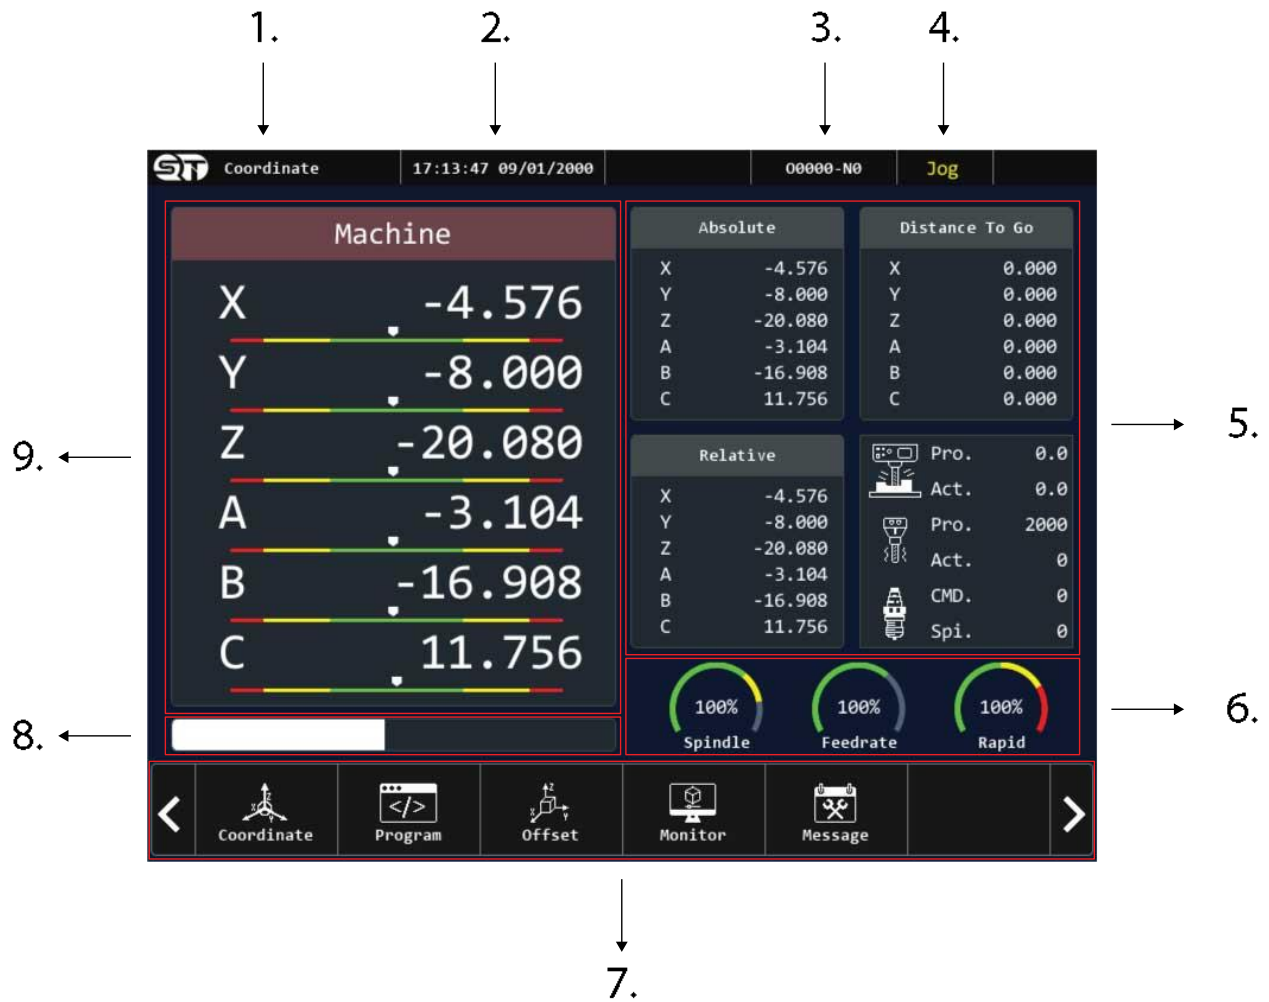 1. 2. 3. 4.
SNT Coordinate 17:13:47 09/01/2000 O0000-N0 Jog
Machine
X -4.576
Y -8.000
Z -20.080
A -3.104
B -16.908
C 11.756
Absolute
X -4.576
Y -8.000
Z -20.080
A -3.104
B -16.908
C 11.756
Distance To Go
X 0.000
Y 0.000
Z 0.000
A 0.000
B 0.000
C 0.000
5.
9.
Relative
X -4.576
Y -8.000
Z -20.080
A -3.104
B -16.908
C 11.756
Pro. 0.0
Act. 0.0
Pro. 2000
Act. 0
CMD. 0
Spi. 0
8.
100% 100% 100%
Spindle Feedrate Rapid
6.
</>
X Z Y
X Z Y
Coordinate Program Offset Monitor Message
7.